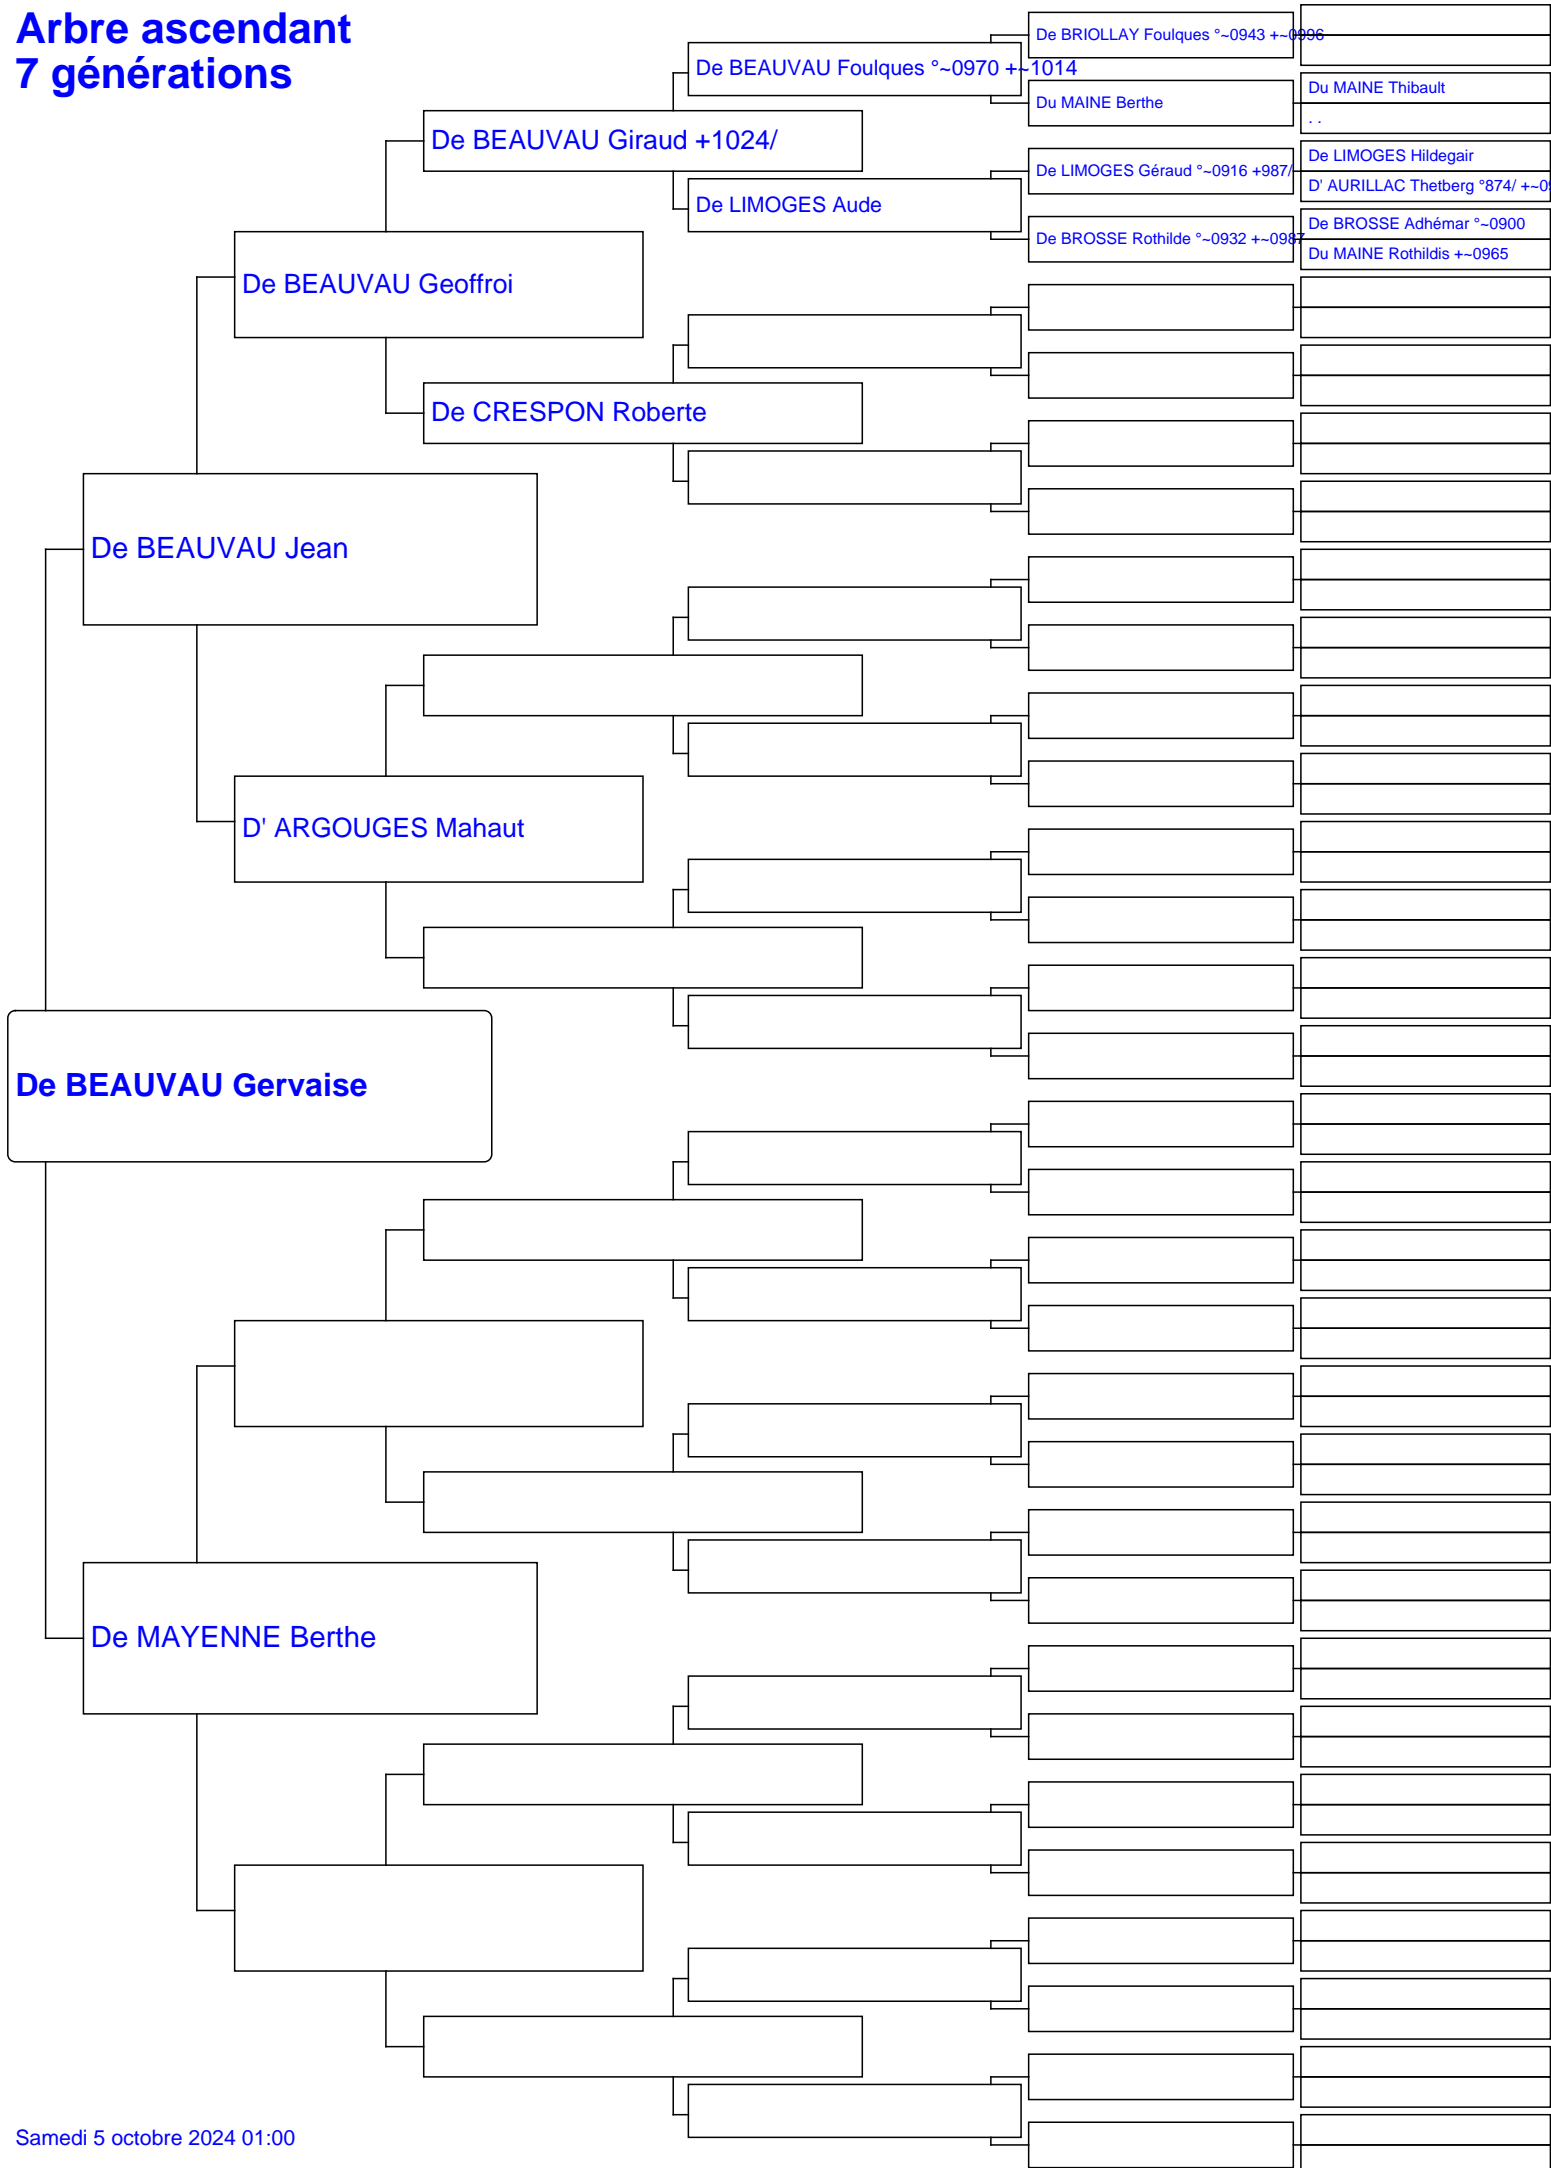 Arbre ascendant
7 générations
De BRIOLLAY Foulques °~0943 +~0996
De BEAUVAU Foulques °~0970 +~1014
Du MAINE Thibault
Du MAINE Berthe
. .
De BEAUVAU Giraud +1024/
De LIMOGES Hildegair
De LIMOGES Géraud °~0916 +987/
D' AURILLAC Thetberg °874/ +~09
De LIMOGES Aude
De BROSSE Adhémar °~0900
De BROSSE Rothilde °~0932 +~0987
Du MAINE Rothildis +~0965
De BEAUVAU Geoffroi
De CRESPON Roberte
De BEAUVAU Jean
D' ARGOUGES Mahaut
De BEAUVAU Gervaise
De MAYENNE Berthe
Samedi 5 octobre 2024 01:00